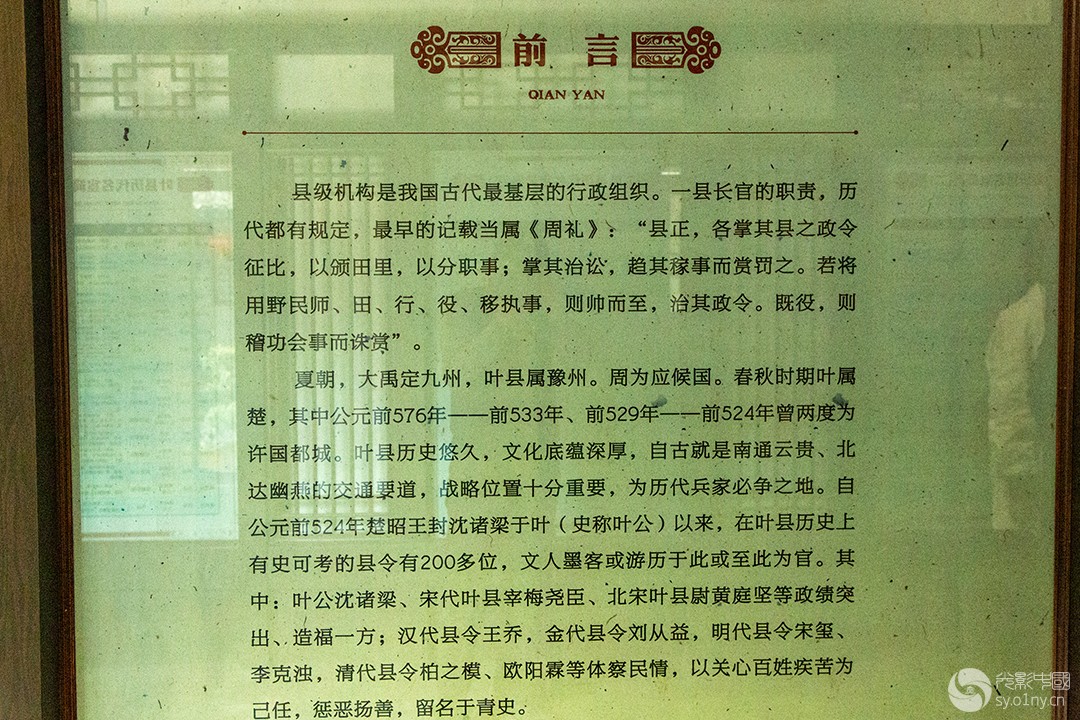 前言
QIAN YAN
县级机构是我国古代最基层的行政组织。一县长官的职责，历
代都有规定，最早的记载当属《周礼》：“县正，各掌其县之政令
征比，以颁田里，以分职事；掌其治讼，趋其稼事而赏罚之。若将
用野民师、田、行、役、移执事，则帅而至，治其政令。既役，则
稽功会事而诛赏”。
夏朝，大禹定九州，叶县属豫州。周为应候国。春秋时期叶属
楚，其中公元前576年——前533年、前529年——前524年曾两度为
许国都城。叶县历史悠久，文化底蕴深厚，自古就是南通云贵、北
达幽燕的交通要道，战略位置十分重要，为历代兵家必争之地。自
公元前524年楚昭王封沈诸梁于叶（史称叶公）以来，在叶县历史上
有史可考的县令有200多位，文人墨客或游历于此或至此为官。其
中：叶公沈诸梁、宋代叶县宰梅尧臣、北宋叶县尉黄庭坚等政绩突
出、造福一方；汉代县令王乔，金代县令刘从益，明代县令宋玺、
李克浊，清代县令柏之模、欧阳霖等体察民情，以关心百姓疾苦为
己任，惩恶扬善，留名于青史。
叶县历代名官
光影中國
sy.o1ny.cn